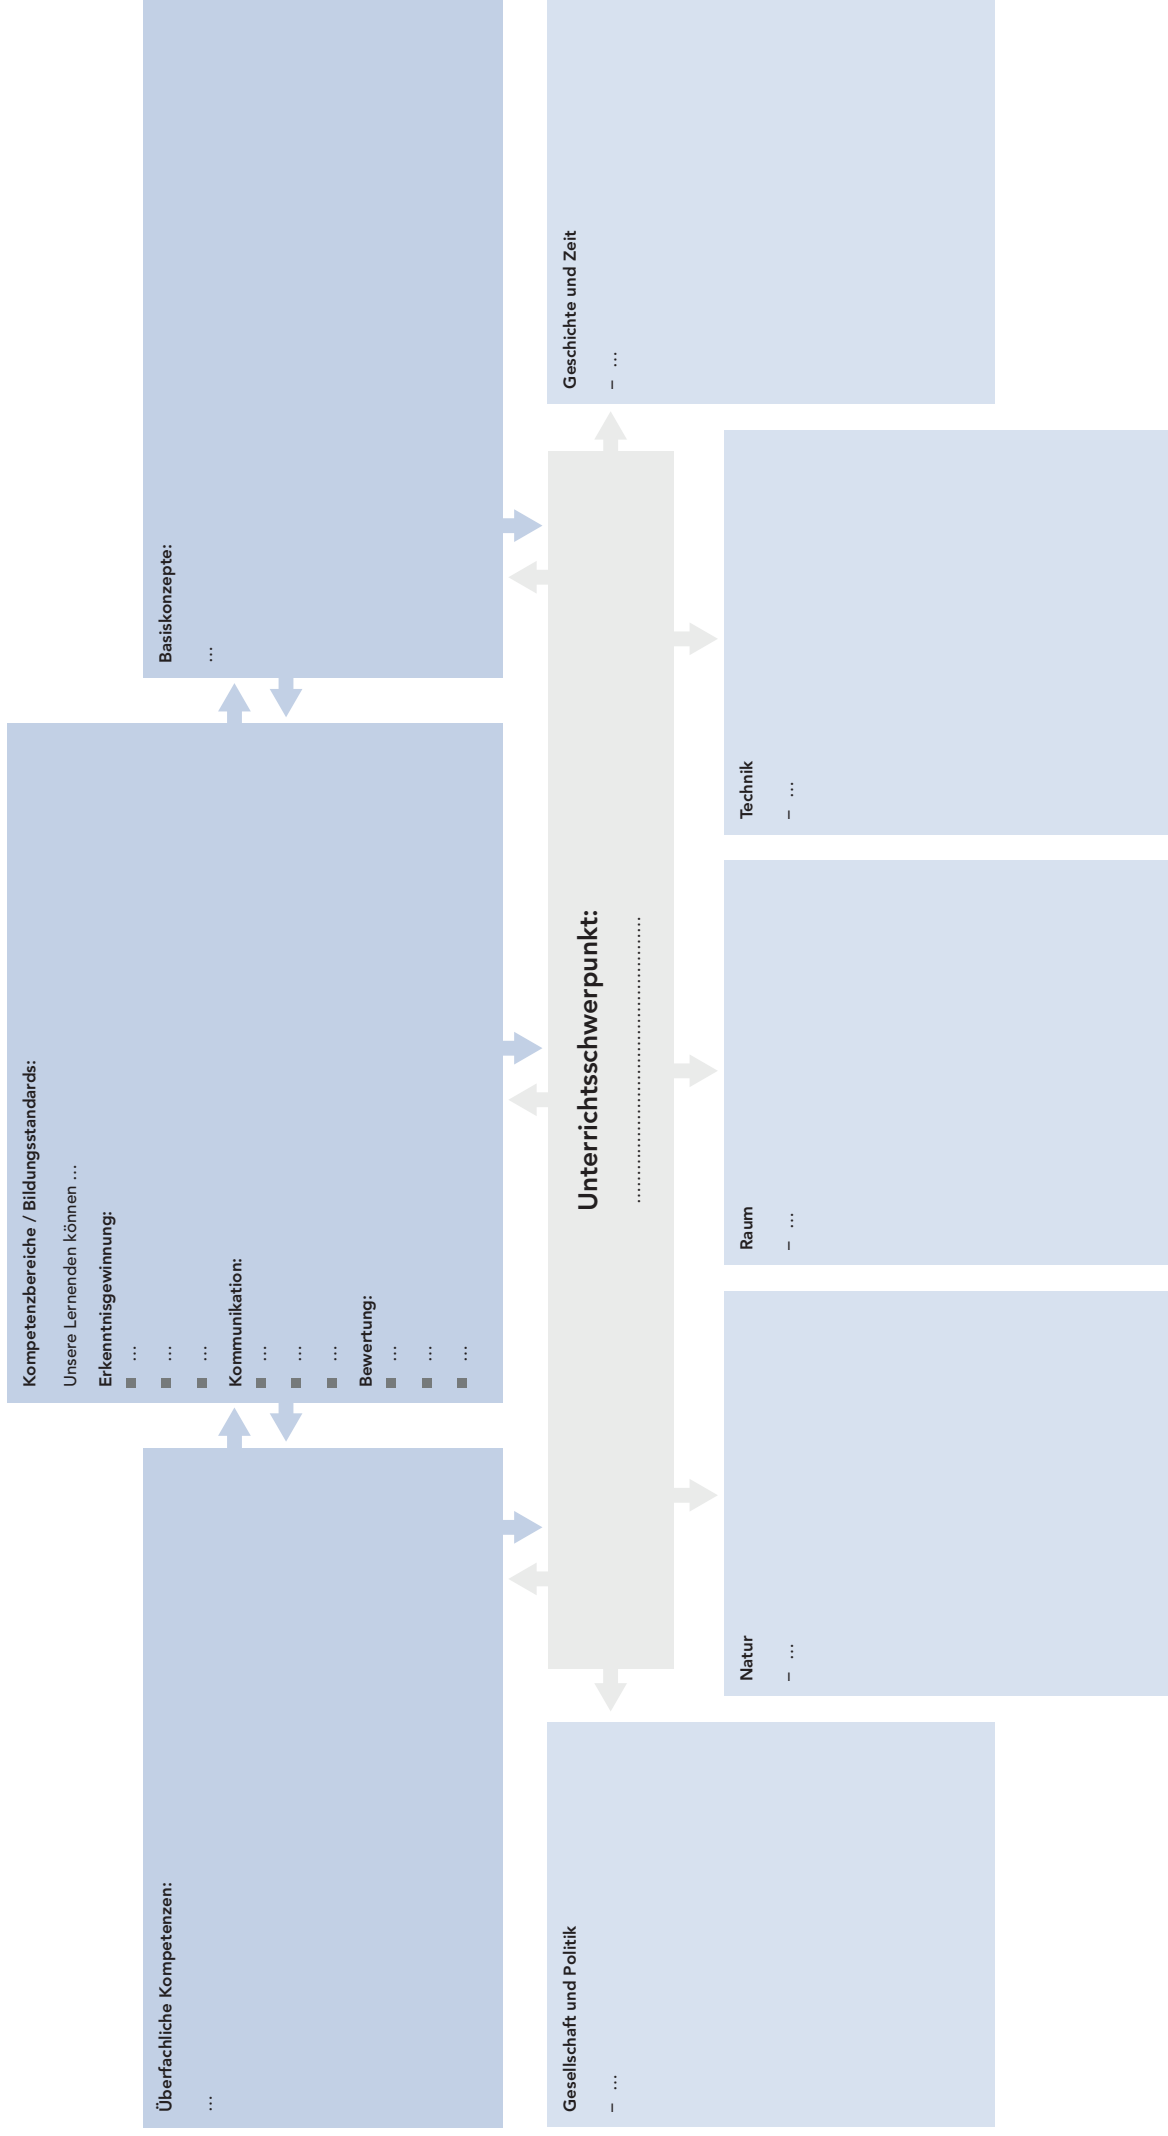 Überfachliche Kompetenzen:
…
Kompetenzbereiche / Bildungsstandards:
Unsere Lernenden können …
Erkenntnisgewinnung:
■ …
■ …
■ …
Kommunikation:
■ …
■ …
■ …
Bewertung:
■ …
■ …
■ …
Basiskonzepte:
…
Unterrichtsschwerpunkt:
....................................................
Gesellschaft und Politik
– …
Natur
– …
Raum
– …
Technik
– …
Geschichte und Zeit
– …